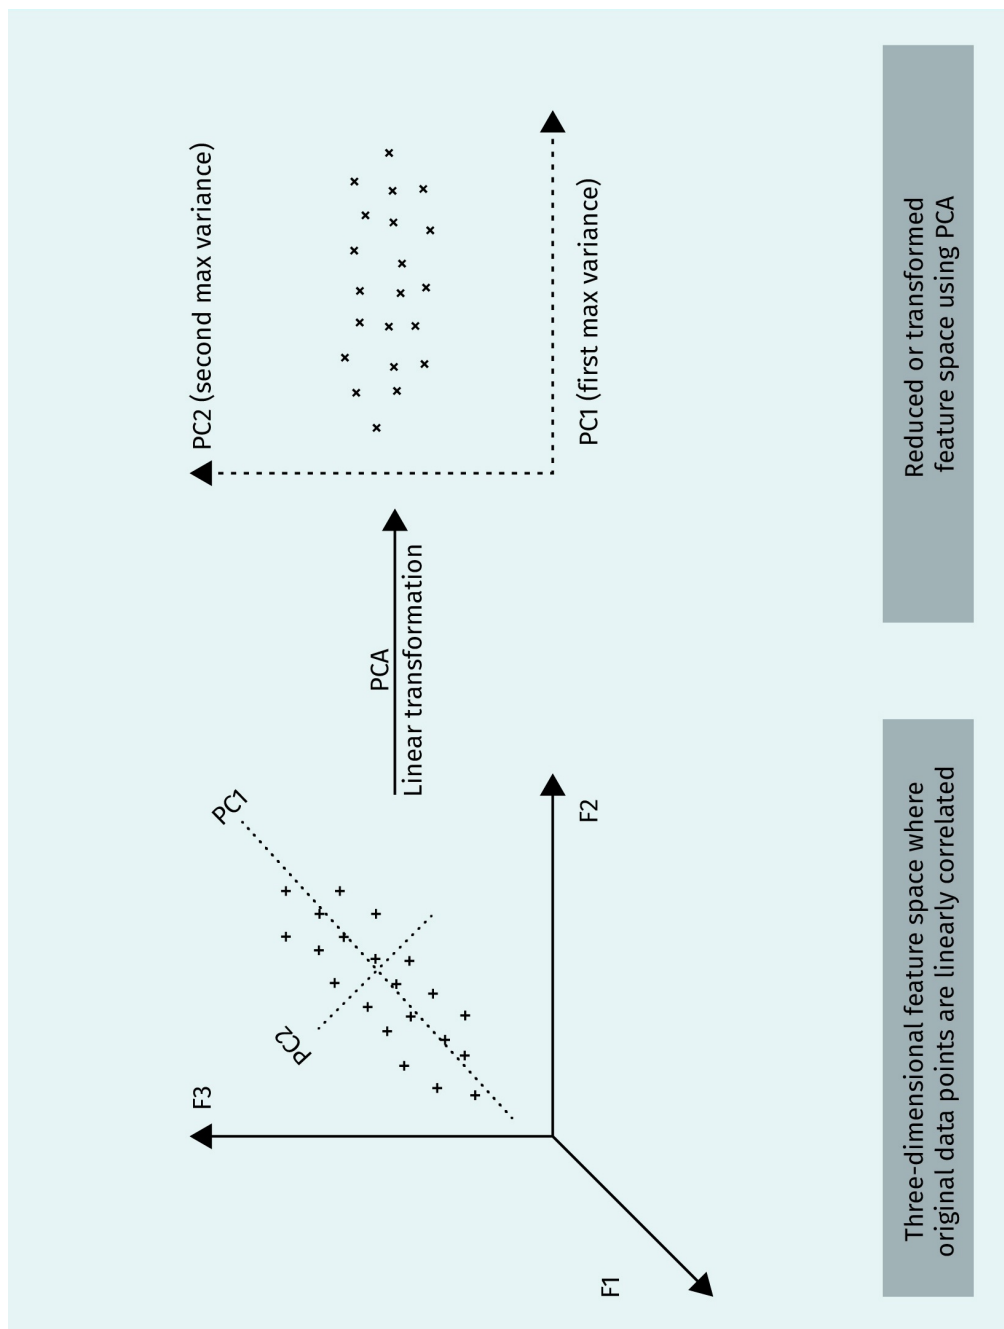 F3
PC1
PC2
F2
F1
PCA
Linear transformation
PC2 (second max variance)
PC1 (first max variance)
Three-dimensional feature space where
original data points are linearly correlated
Reduced or transformed
feature space using PCA